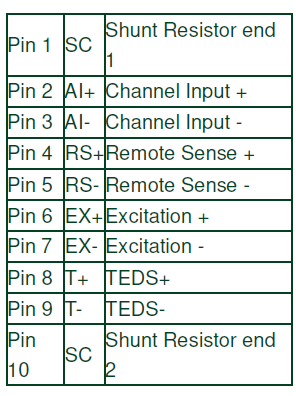 Pin 1 SC Shunt Resistor end 1
Pin 2 AI+ Channel Input +
Pin 3 AI- Channel Input -
Pin 4 RS+ Remote Sense +
Pin 5 RS- Remote Sense -
Pin 6 EX+ Excitation +
Pin 7 EX- Excitation -
Pin 8 T+ TEDS+
Pin 9 T- TEDS-
Pin 10 SC Shunt Resistor end 2